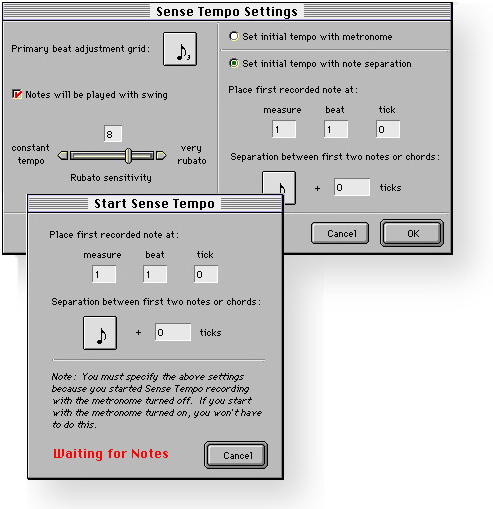 Sense Tempo Settings
Primary beat adjustment grid:
3
Notes will be played with swing
8
constant tempo
very rubato
Rubato sensitivity
Set initial tempo with metronome
Set initial tempo with note separation
Place first recorded note at:
measure beat tick
1 1 0
Separation between first two notes or chords:
+ 0 ticks
Cancel OK
Start Sense Tempo
Place first recorded note at:
measure beat tick
1 1 0
Separation between first two notes or chords:
+ 0 ticks
Note: You must specify the above settings
because you started Sense Tempo recording
with the metronome turned off. If you start
with the metronome turned on, you won't have
to do this.
Waiting for Notes
Cancel